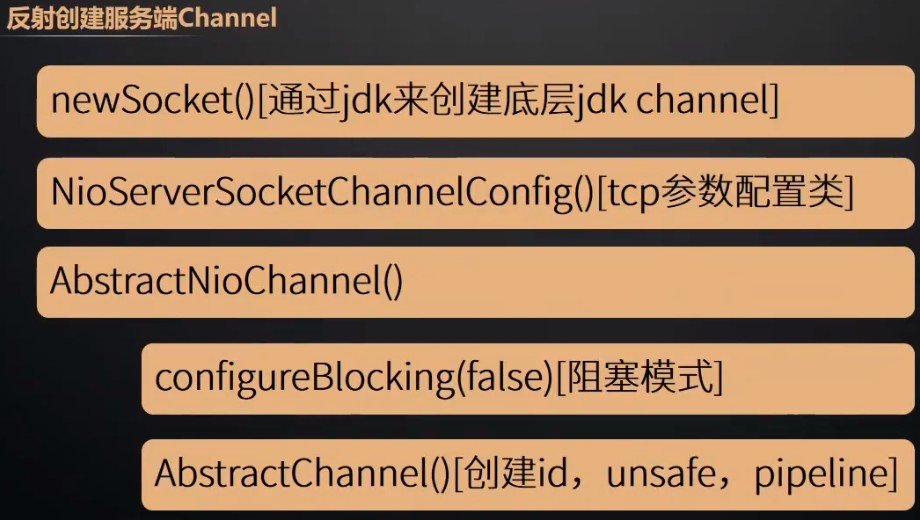 反射创建服务端Channel
newSocket()[通过jdk来创建底层jdk channel]
NioServerSocketChannelConfig()[tcp参数配置类]
AbstractNioChannel()
configureBlocking(false)[阻塞模式]
AbstractChannel()[创建id，unsafe，pipeline]